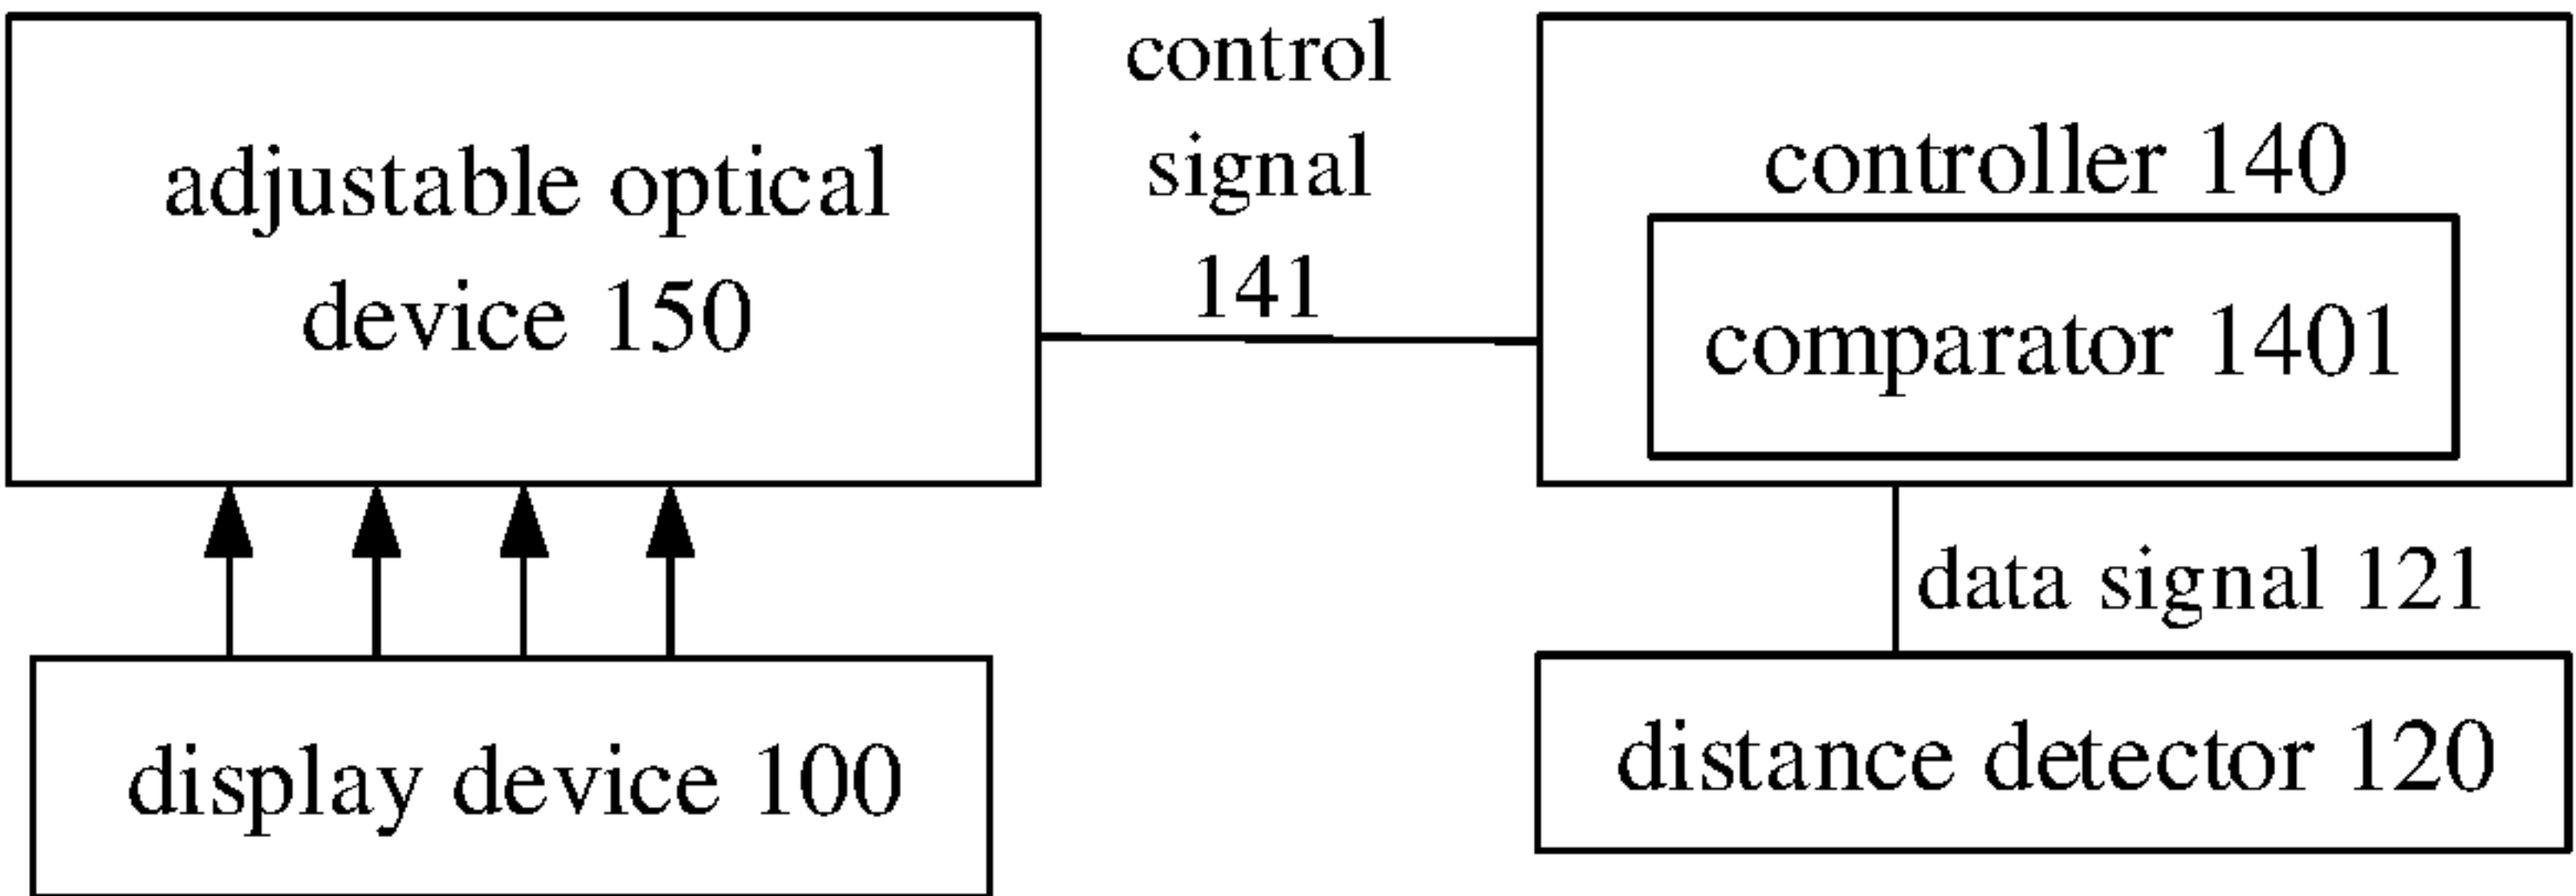 adjustable optical
device 150
control
signal
141
controller 140
comparator 1401
data signal 121
display device 100
distance detector 120